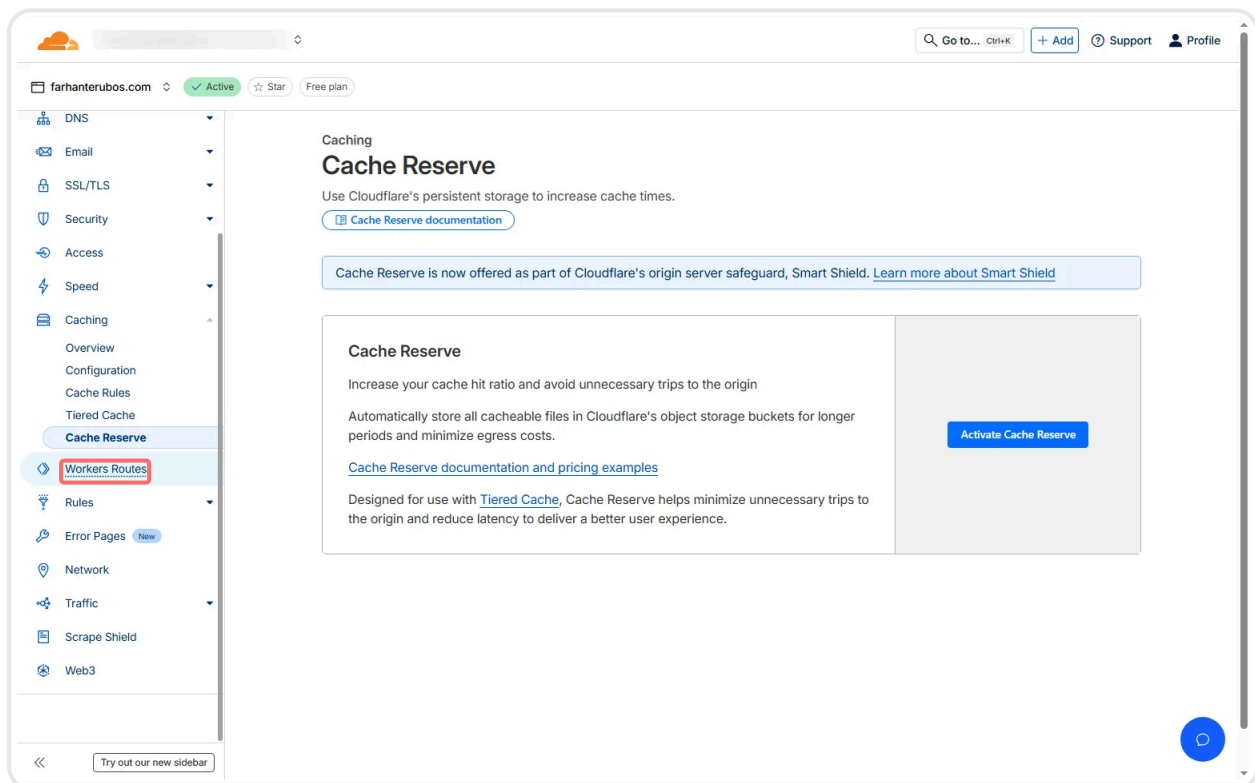 Go to... Ctrl+K
+ Add
Support
Profile
farhanterubos.com
Active
Star
Free plan
DNS
Email
SSL/TLS
Security
Access
Speed
Caching
Overview
Configuration
Cache Rules
Tiered Cache
Cache Reserve
Workers Routes
Rules
Error Pages New
Network
Traffic
Scrape Shield
Web3
Try out our new sidebar
Caching
Cache Reserve
Use Cloudflare's persistent storage to increase cache times.
Cache Reserve documentation
Cache Reserve is now offered as part of Cloudflare's origin server safeguard, Smart Shield. Learn more about Smart Shield
Cache Reserve
Increase your cache hit ratio and avoid unnecessary trips to the origin
Automatically store all cacheable files in Cloudflare's object storage buckets for longer
periods and minimize egress costs.
Cache Reserve documentation and pricing examples
Designed for use with Tiered Cache, Cache Reserve helps minimize unnecessary trips to
the origin and reduce latency to deliver a better user experience.
Activate Cache Reserve